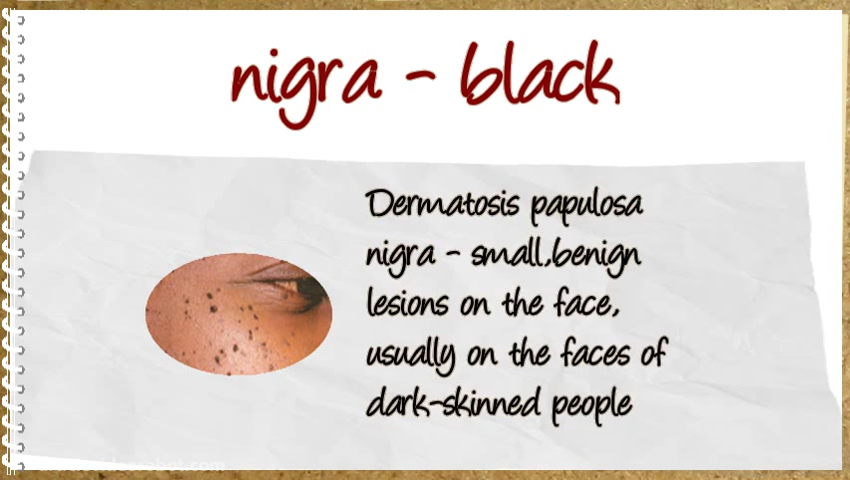 nigra - black
Dermatosis papulosa
nigra - small,benign
lesions on the face,
usually on the faces of
dark-skinned people